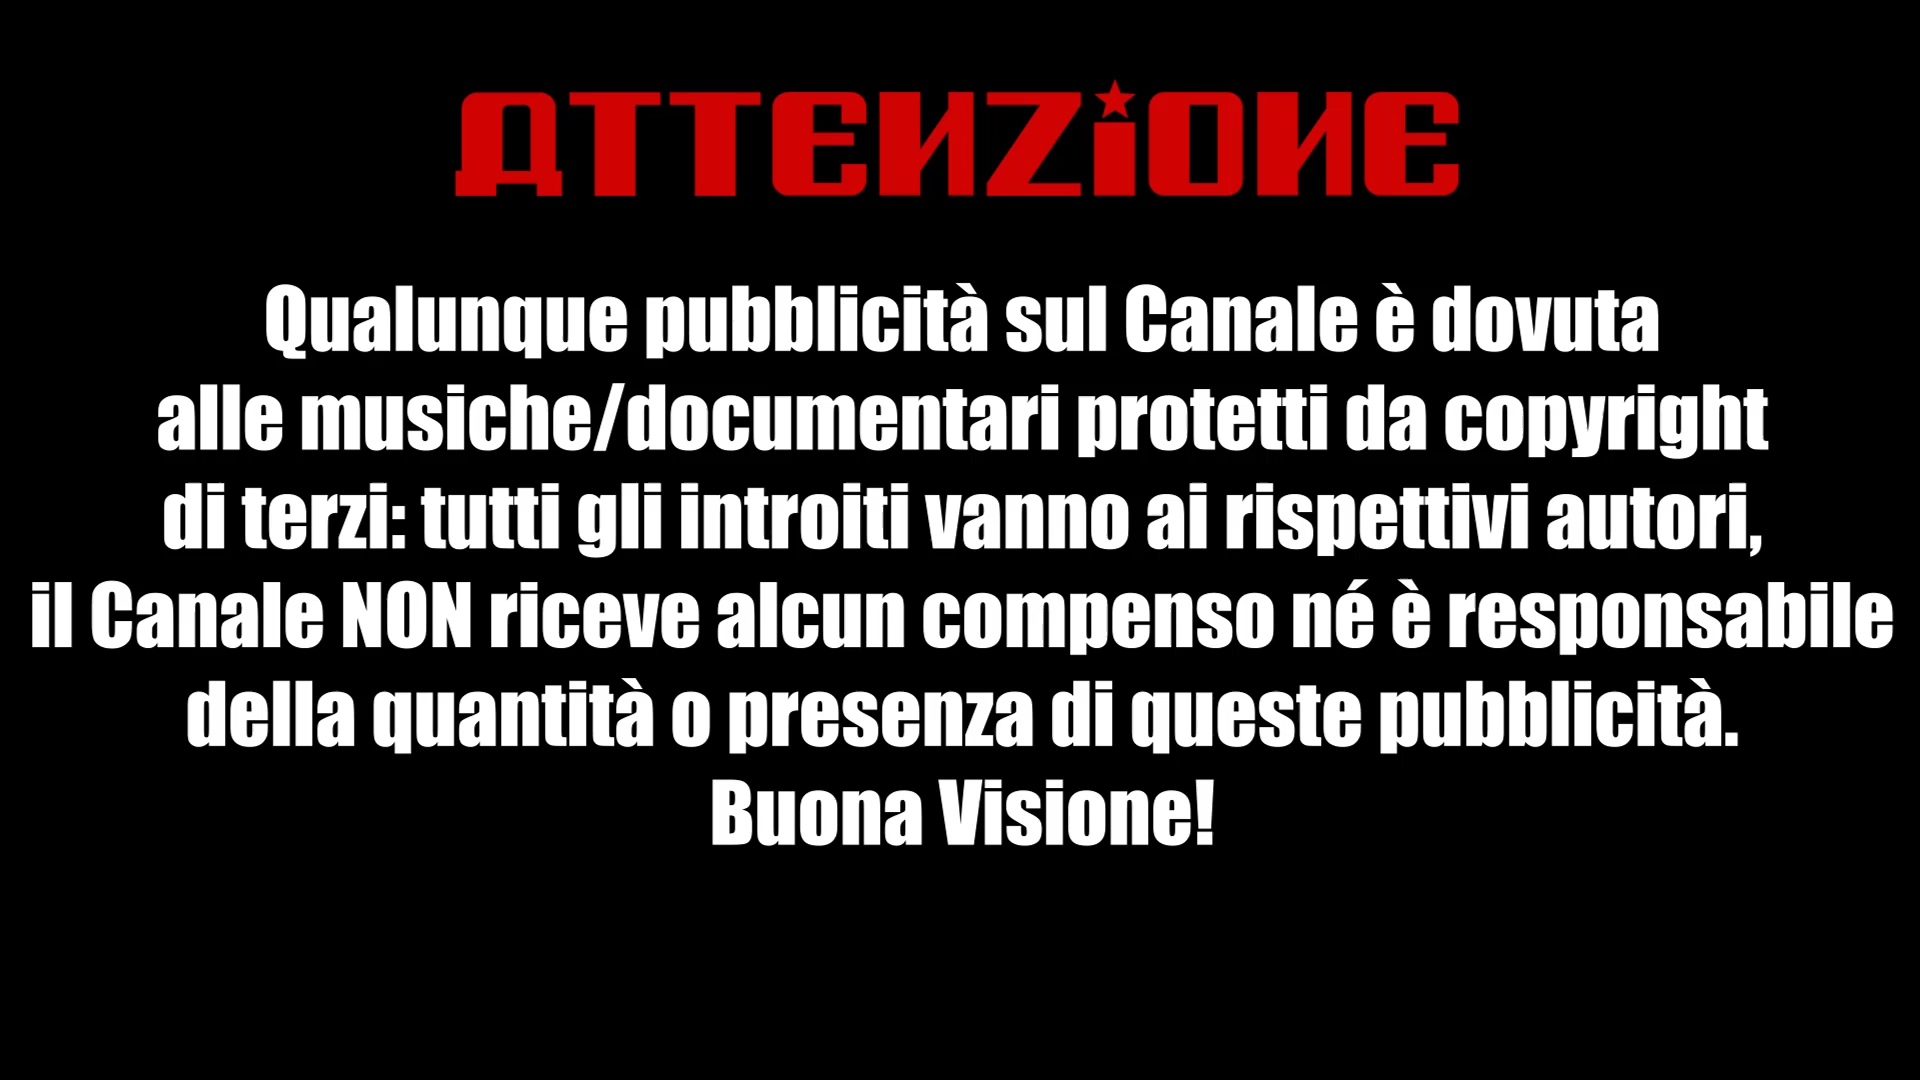 ATTENZiONE
Qualunque pubblicità sul Canale è dovuta
alle musiche/documentari protetti da copyright
di terzi: tutti gli introiti vanno ai rispettivi autori,
il Canale NON riceve alcun compenso né è responsabile
della quantità o presenza di queste pubblicità.
Buona Visione!